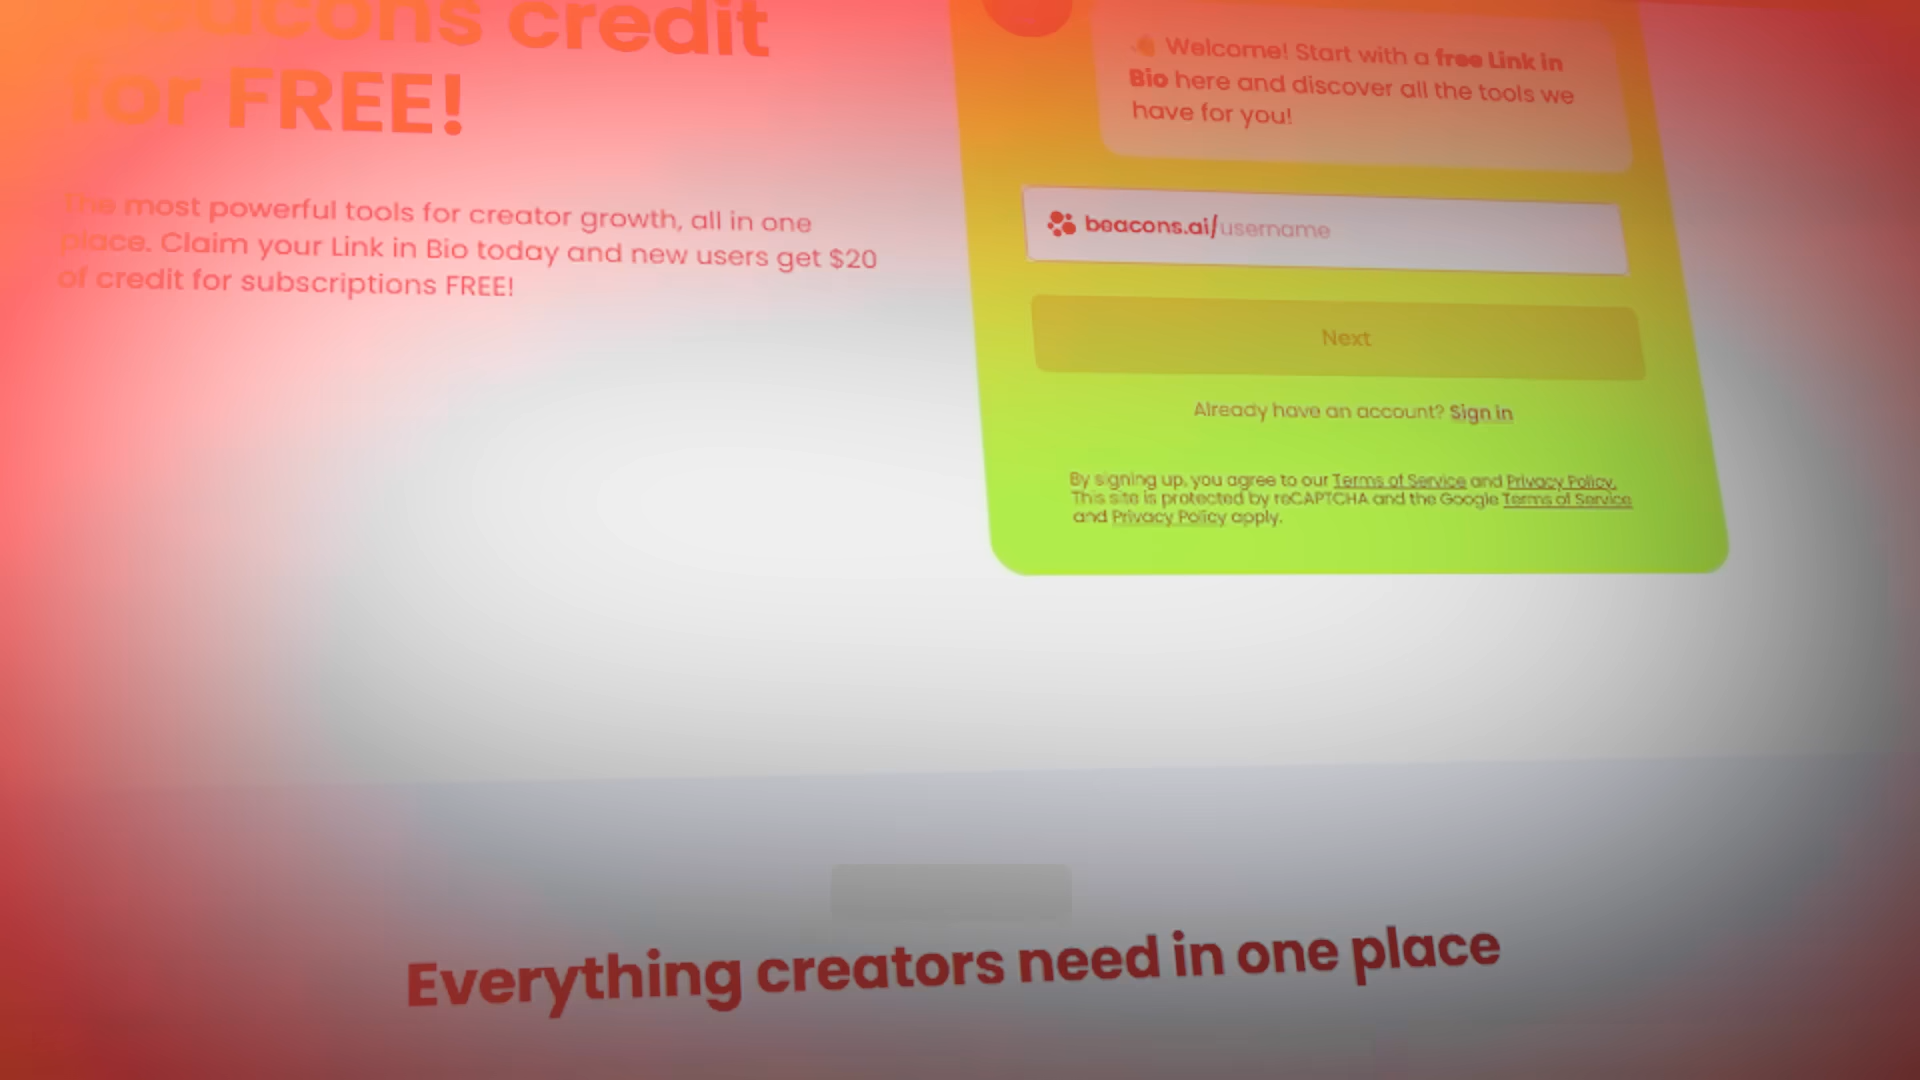 Beacons credit
for FREE!
The most powerful tools for creator growth, all in one
place. Claim your Link in Bio today and new users get $20
of credit for subscriptions FREE!
Welcome! Start with a free Link in
Bio here and discover all the tools we
have for you!
beacons.ai/username
Next
Already have an account? Sign in
By signing up, you agree to our Terms of Service and Privacy Policy.
This site is protected by reCAPTCHA and the Google Terms of Service
and Privacy Policy apply.
Everything creators need in one place